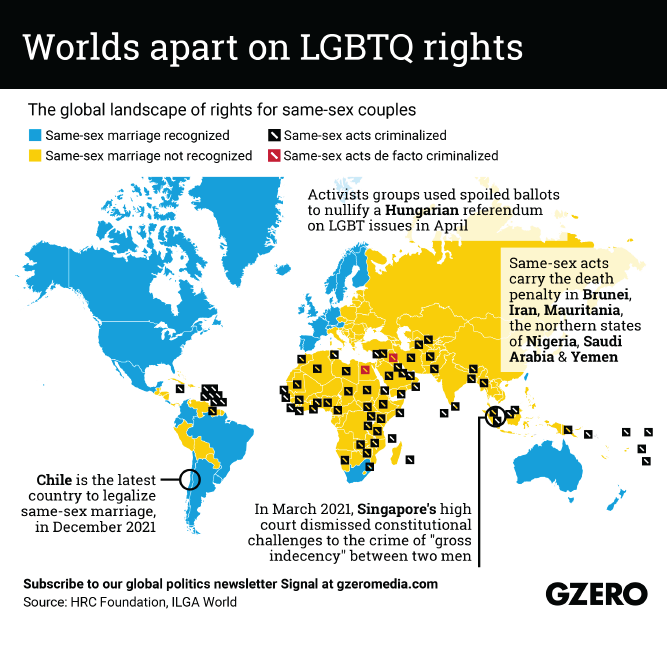 Worlds apart on LGBTQ rights
The global landscape of rights for same-sex couples
Same-sex marriage recognized
Same-sex acts criminalized
Same-sex marriage not recognized
Same-sex acts de facto criminalized
Activists groups used spoiled ballots
to nullify a Hungarian referendum
on LGBT issues in April
Same-sex acts
carry the death
penalty in Brunei,
Iran, Mauritania,
the northern states
of Nigeria, Saudi
Arabia & Yemen
Chile is the latest
country to legalize
same-sex marriage,
in December 2021
In March 2021, Singapore's high
court dismissed constitutional
challenges to the crime of "gross
indecency" between two men
Subscribe to our global politics newsletter Signal at gzeromedia.com
Source: HRC Foundation, ILGA World
GZERO